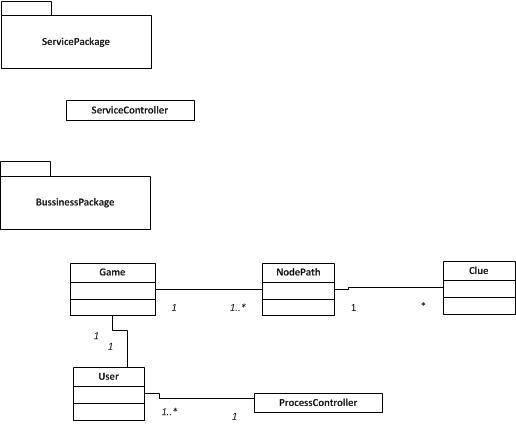 ServicePackage
ServiceController
BussinessPackage
Game
NodePath
Clue
1
1..*
1
*
1
1
User
ProcessController
1..*
1